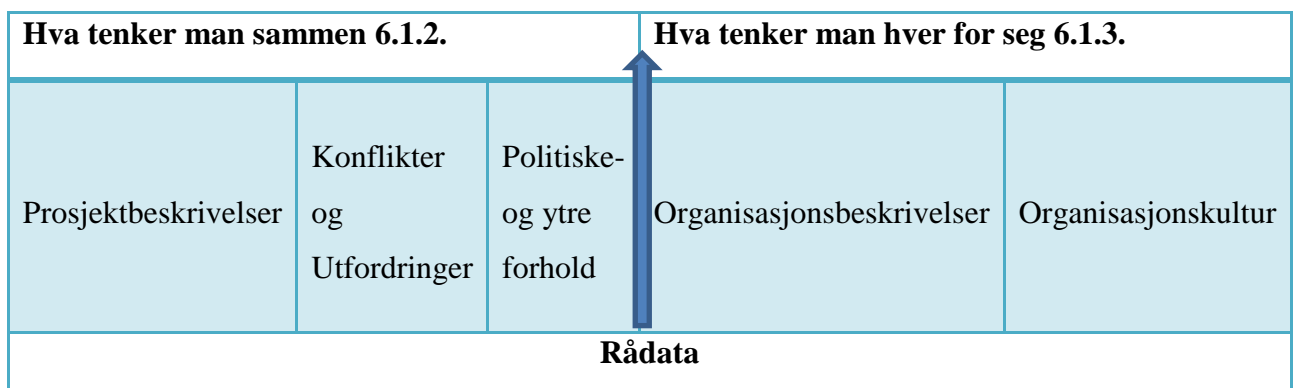 Hva tenker man sammen 6.1.2.
Hva tenker man hver for seg 6.1.3.
Prosjektbeskrivelser
Konflikter
og
Utfordringer
Politiske-
og ytre
forhold
Organisasjonsbeskrivelser
Organisasjonskultur
Rådata